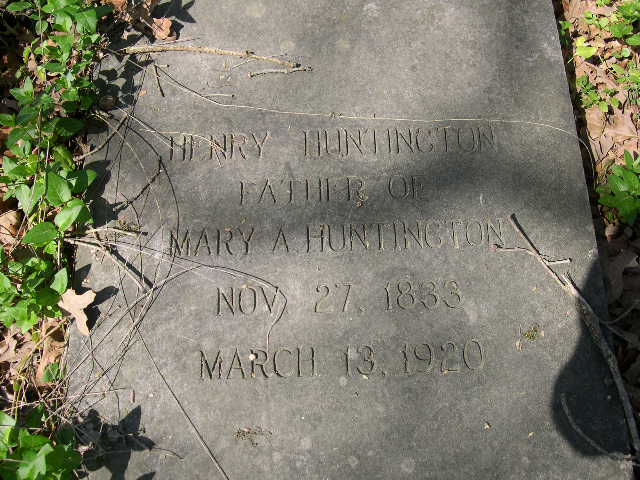 HENRY HUNTINGTON
FATHER OF
MARY A. HUNTINGTON
NOV. 27, 1833
MARCH 13, 1920